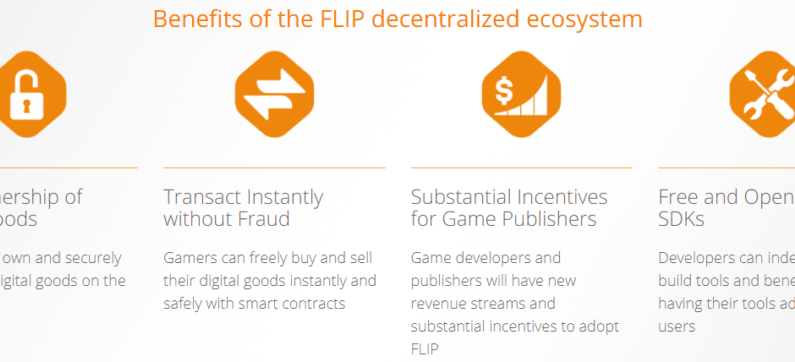 Benefits of the FLIP decentralized ecosystem
ership of
oods
own and securely
igital goods on the
Transact Instantly
without Fraud
Gamers can freely buy and sell
their digital goods instantly and
safely with smart contracts
Substantial Incentives
for Game Publishers
Game developers and
publishers will have new
revenue streams and
substantial incentives to adopt
FLIP
Free and Open
SDKs
Developers can inde
build tools and bene
having their tools ad
users